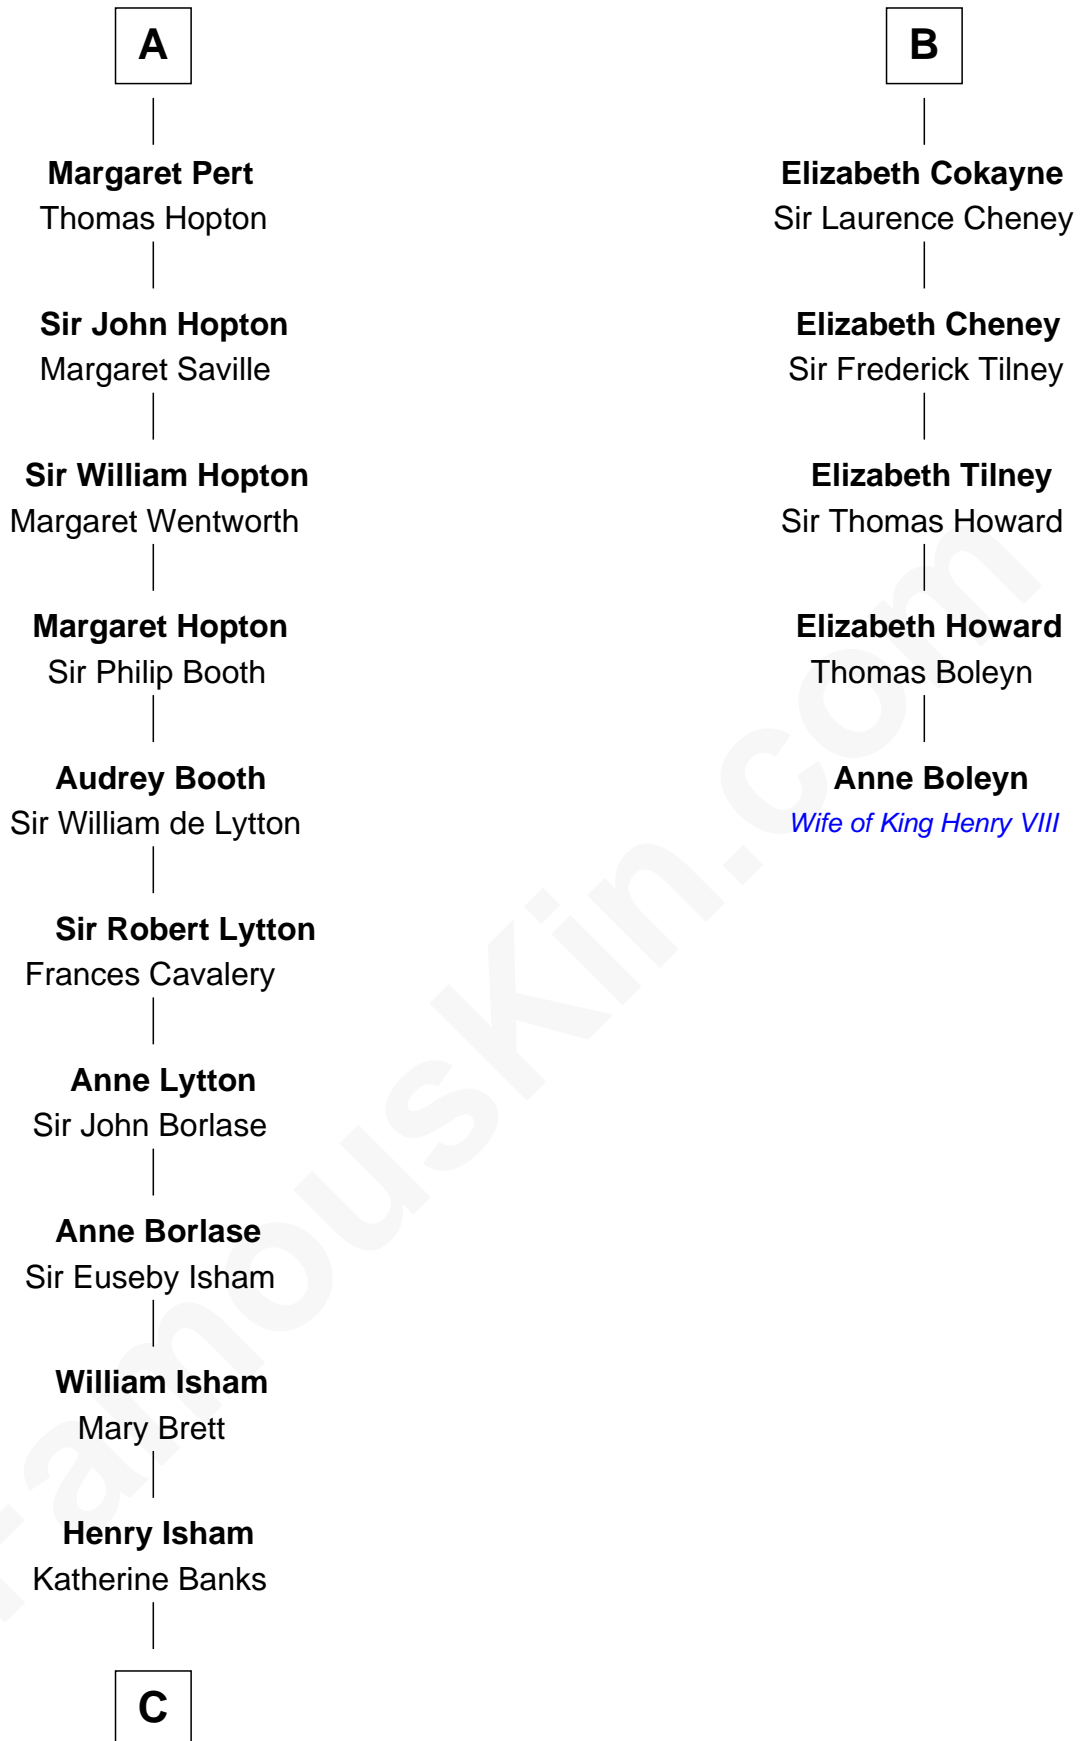 A
Margaret Pert
Thomas Hopton
Sir John Hopton
Margaret Saville
Sir William Hopton
Margaret Wentworth
Margaret Hopton
Sir Philip Booth
Audrey Booth
Sir William de Lytton
Sir Robert Lytton
Frances Cavalery
Anne Lytton
Sir John Borlase
Anne Borlase
Sir Euseby Isham
William Isham
Mary Brett
Henry Isham
Katherine Banks
C
B
Elizabeth Cokayne
Sir Laurence Cheney
Elizabeth Cheney
Sir Frederick Tilney
Elizabeth Tilney
Sir Thomas Howard
Elizabeth Howard
Thomas Boleyn
Anne Boleyn
Wife of King Henry VIII
FamousKin.com